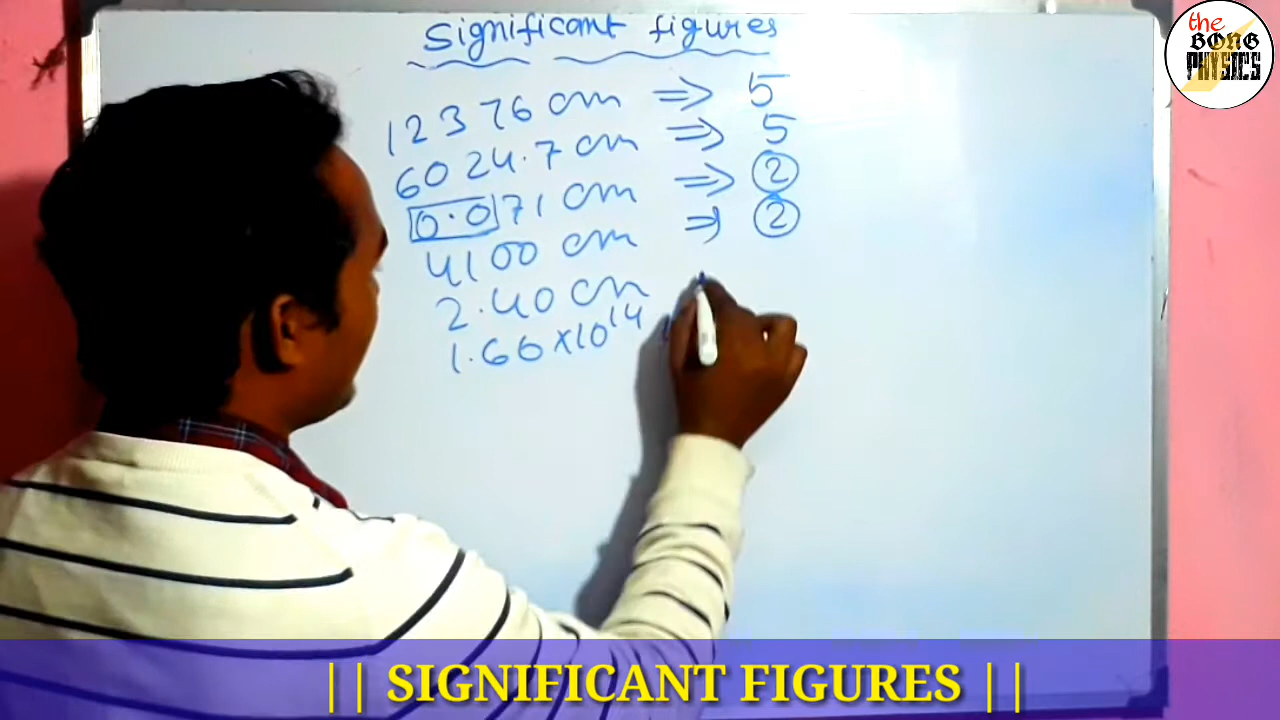 Significant figures
12376 cm ⇒ 5
6024.7 cm ⇒ 5
0.071 cm ⇒ 2
4100 cm ⇒ 2
2.40 cm
1.66×10¹⁴
the
BONG
PHYSICS
|| SIGNIFICANT FIGURES ||